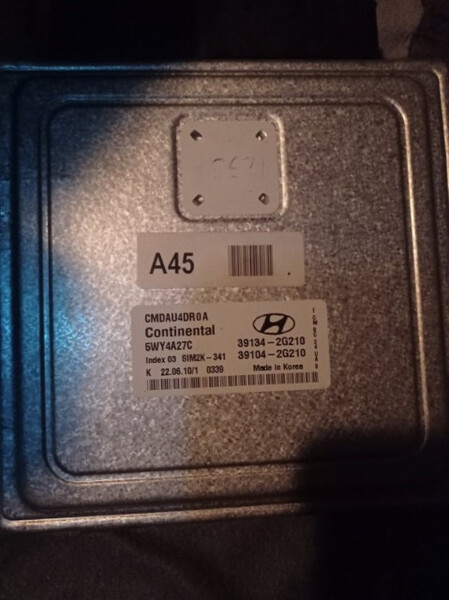 A45
CMDAU4DR0A
Continental
5WY4A27C 39134-2G210
Index 03 SIM2K-341 39104-2G210
K 22.06.10/1 0339 Made in Korea